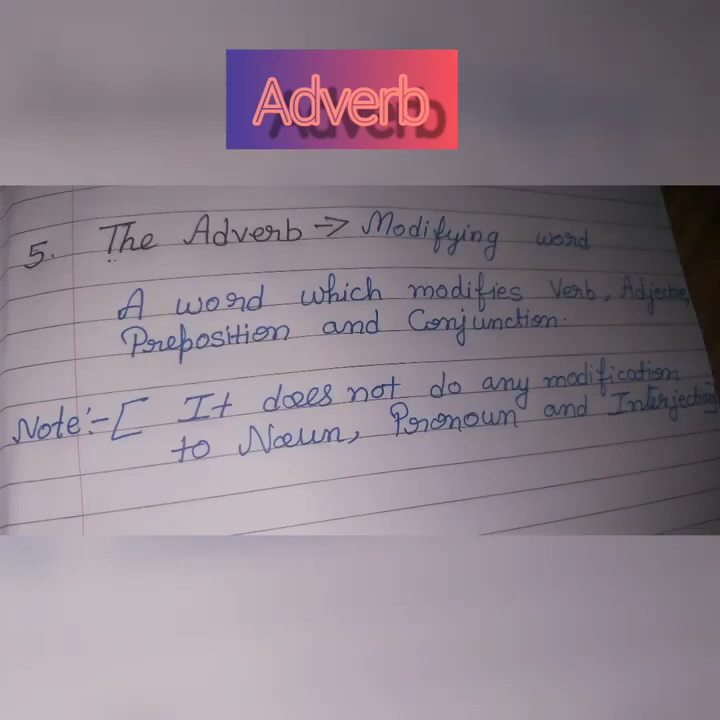 Adverb
5. The Adverb → Modifying word
A word which modifies Verb, Adjective,
Preposition and Conjunction.
Note:- [ It does not do any modification
to Noun, Pronoun and Interjection